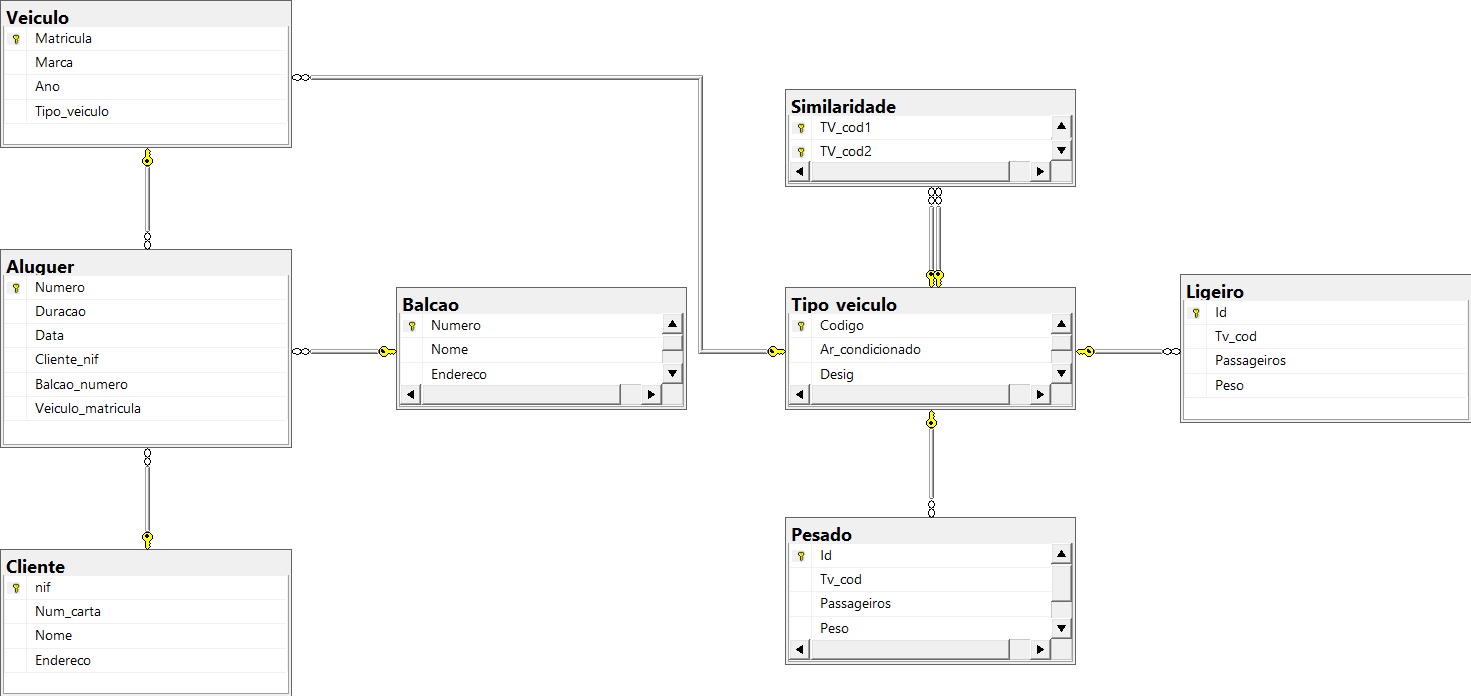 Veiculo
Matricula
Marca
Ano
Tipo_veiculo
Aluguer
Numero
Duracao
Data
Cliente_nif
Balcao_numero
Veiculo_matricula
Cliente
nif
Num_carta
Nome
Endereco
Balcao
Numero
Nome
Endereco
Similaridade
TV_cod1
TV_cod2
Tipo_veiculo
Codigo
Ar_condicionado
Desig
Pesado
Id
Tv_cod
Passageiros
Peso
Ligeiro
Id
Tv_cod
Passageiros
Peso